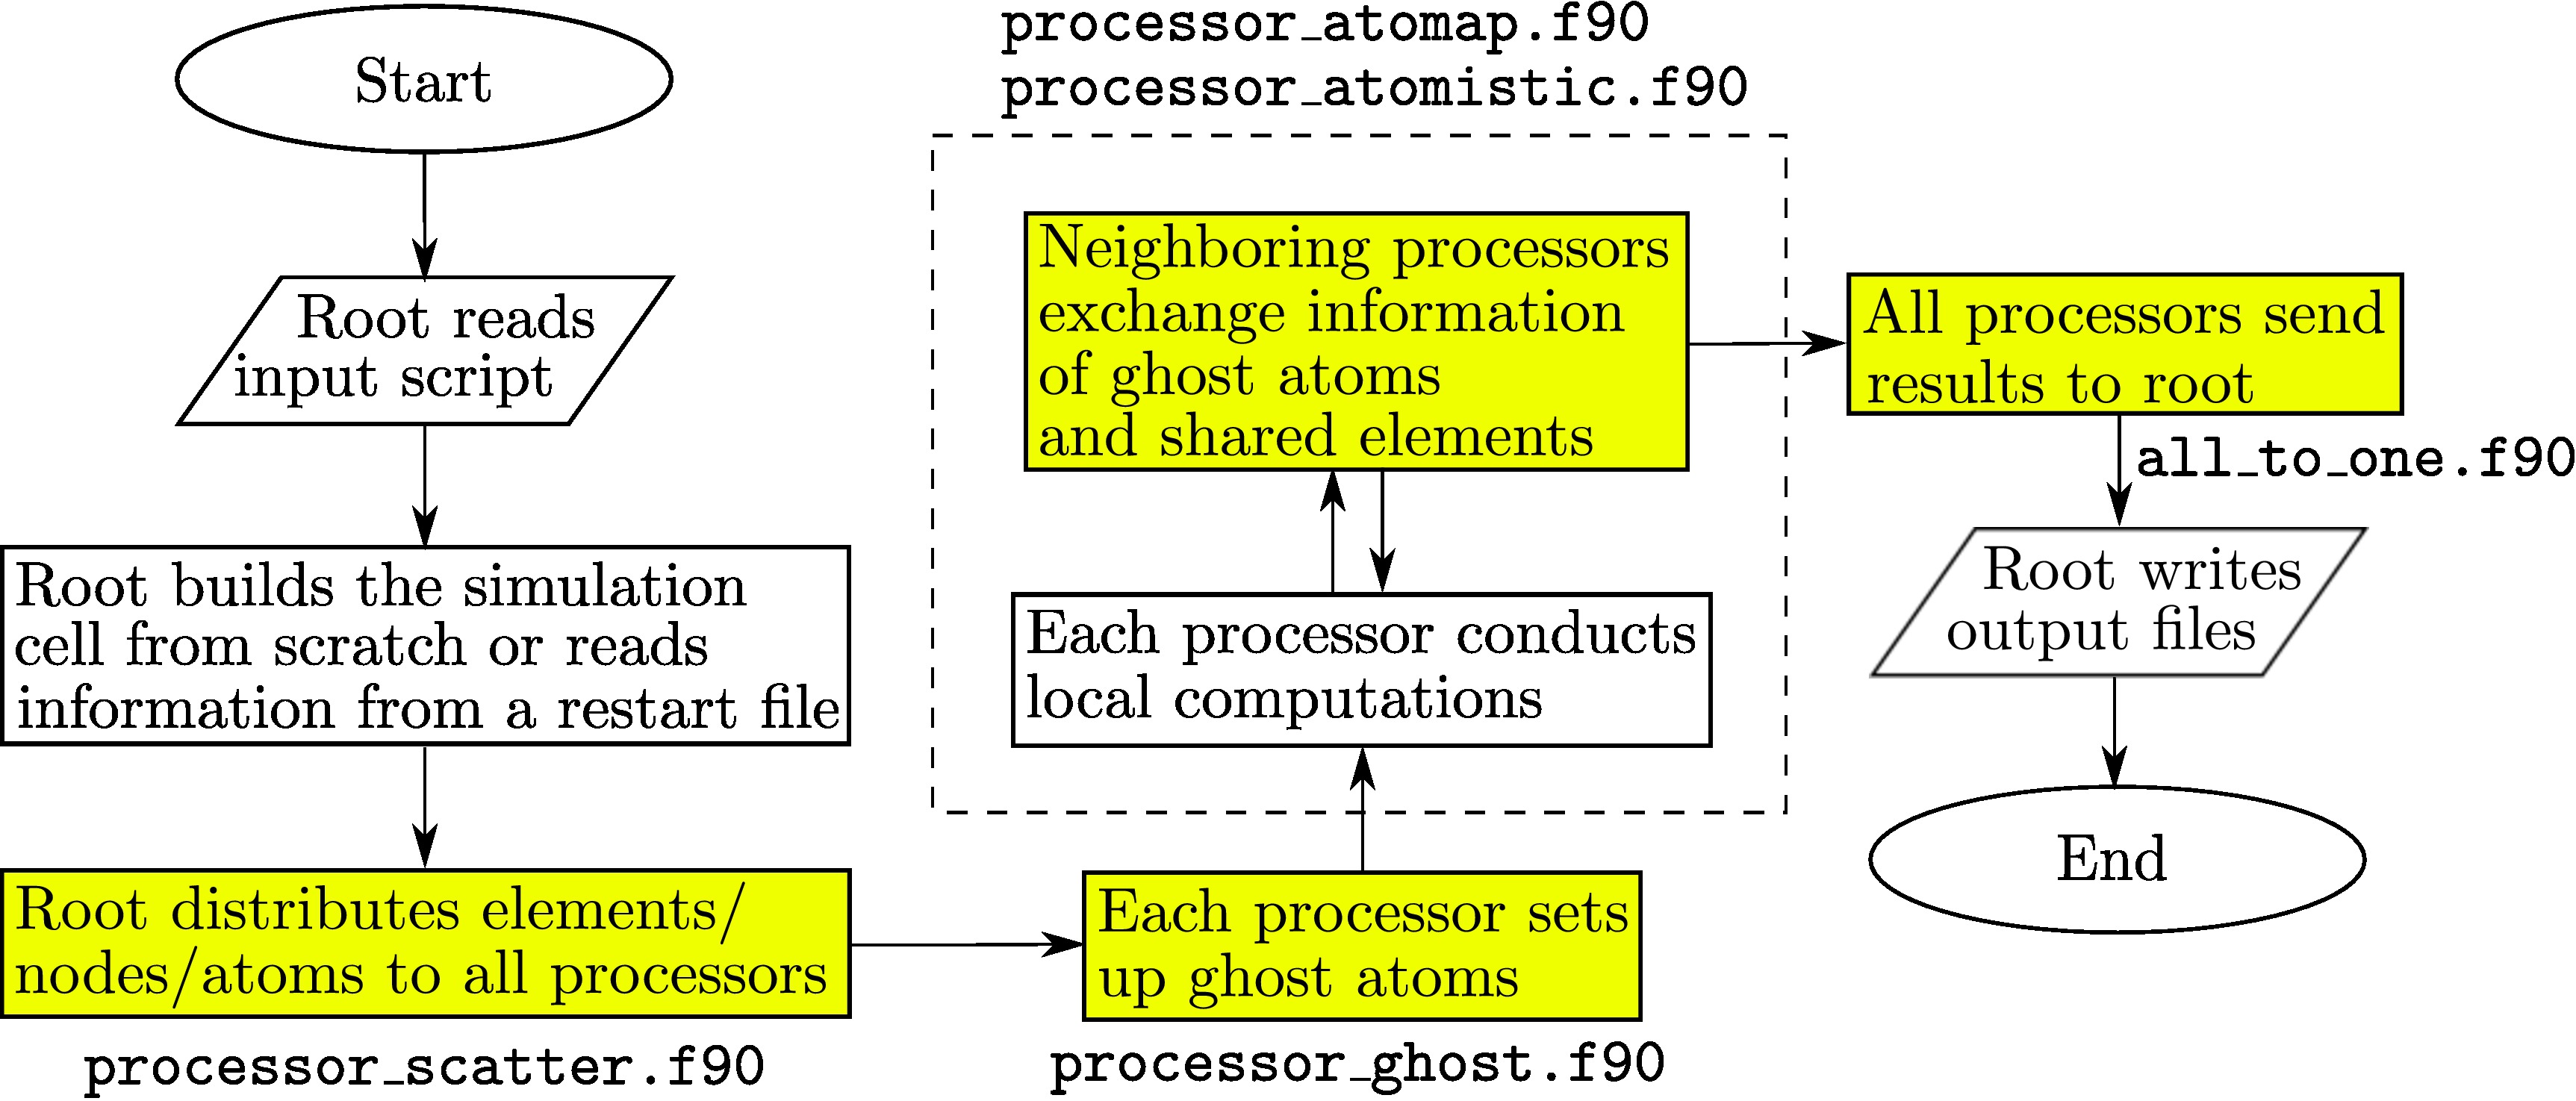 Start
Root reads
input script
Root builds the simulation
cell from scratch or reads
information from a restart file
Root distributes elements/
nodes/atoms to all processors
processor_scatter.f90
processor_atomap.f90
processor_atomistic.f90
Neighboring processors
exchange information
of ghost atoms
and shared elements
Each processor conducts
local computations
Each processor sets
up ghost atoms
processor_ghost.f90
All processors send
results to root
all_to_one.f90
Root writes
output files
End